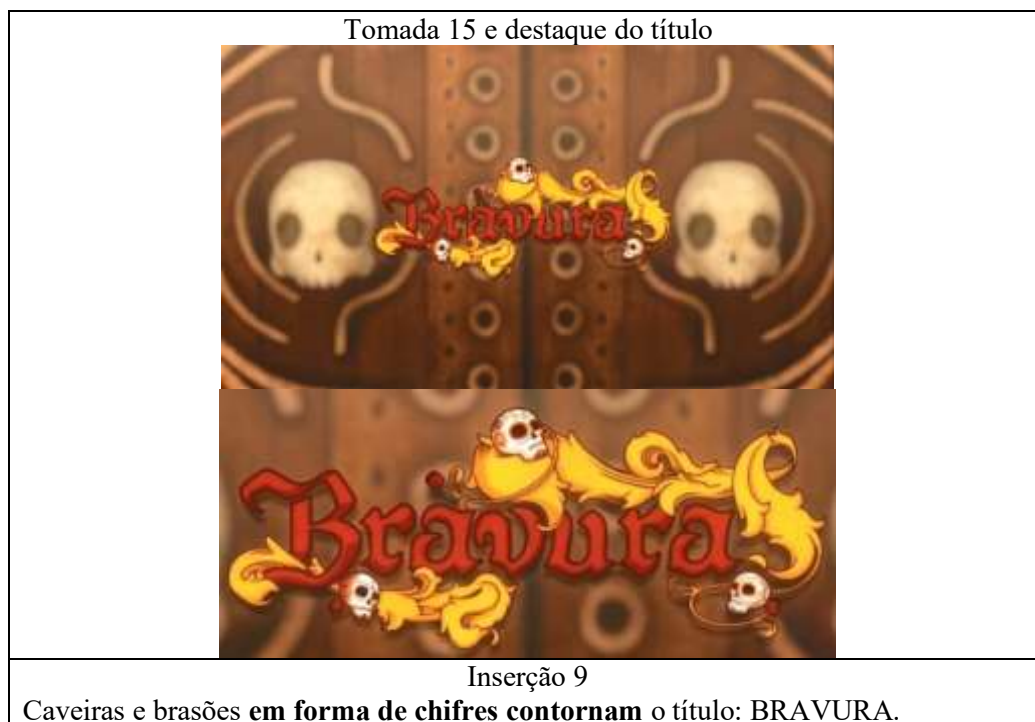 Tomada 15 e destaque do título
Bravura
Bravura
Inserção 9
Caveiras e brasões em forma de chifres contornam o título: BRAVURA.